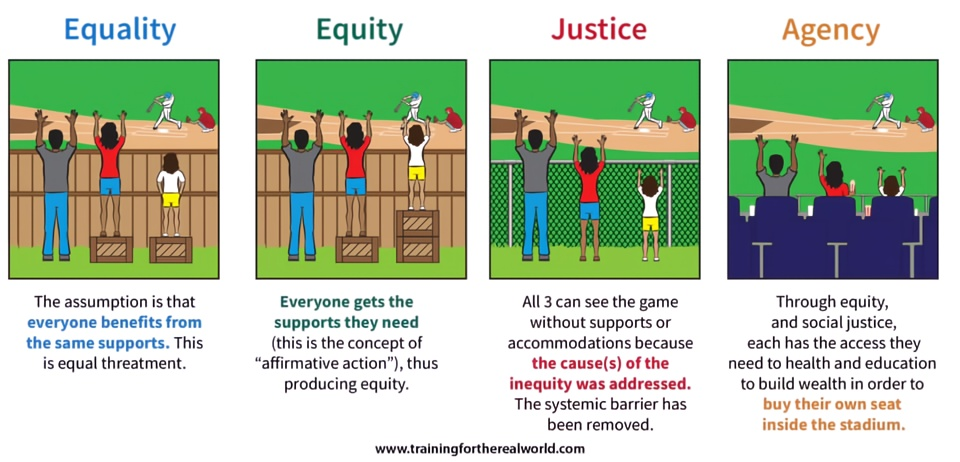 Equality
The assumption is that
everyone benefits from
the same supports. This
is equal treatment.
Equity
Everyone gets the
supports they need
(this is the concept of
“affirmative action”), thus
producing equity.
Justice
All 3 can see the game
without supports or
accommodations because
the cause(s) of the
inequity was addressed.
The systemic barrier has
been removed.
Agency
Through equity,
and social justice,
each has the access they
need to health and education
to build wealth in order to
buy their own seat
inside the stadium.
www.trainingfortherealworld.com